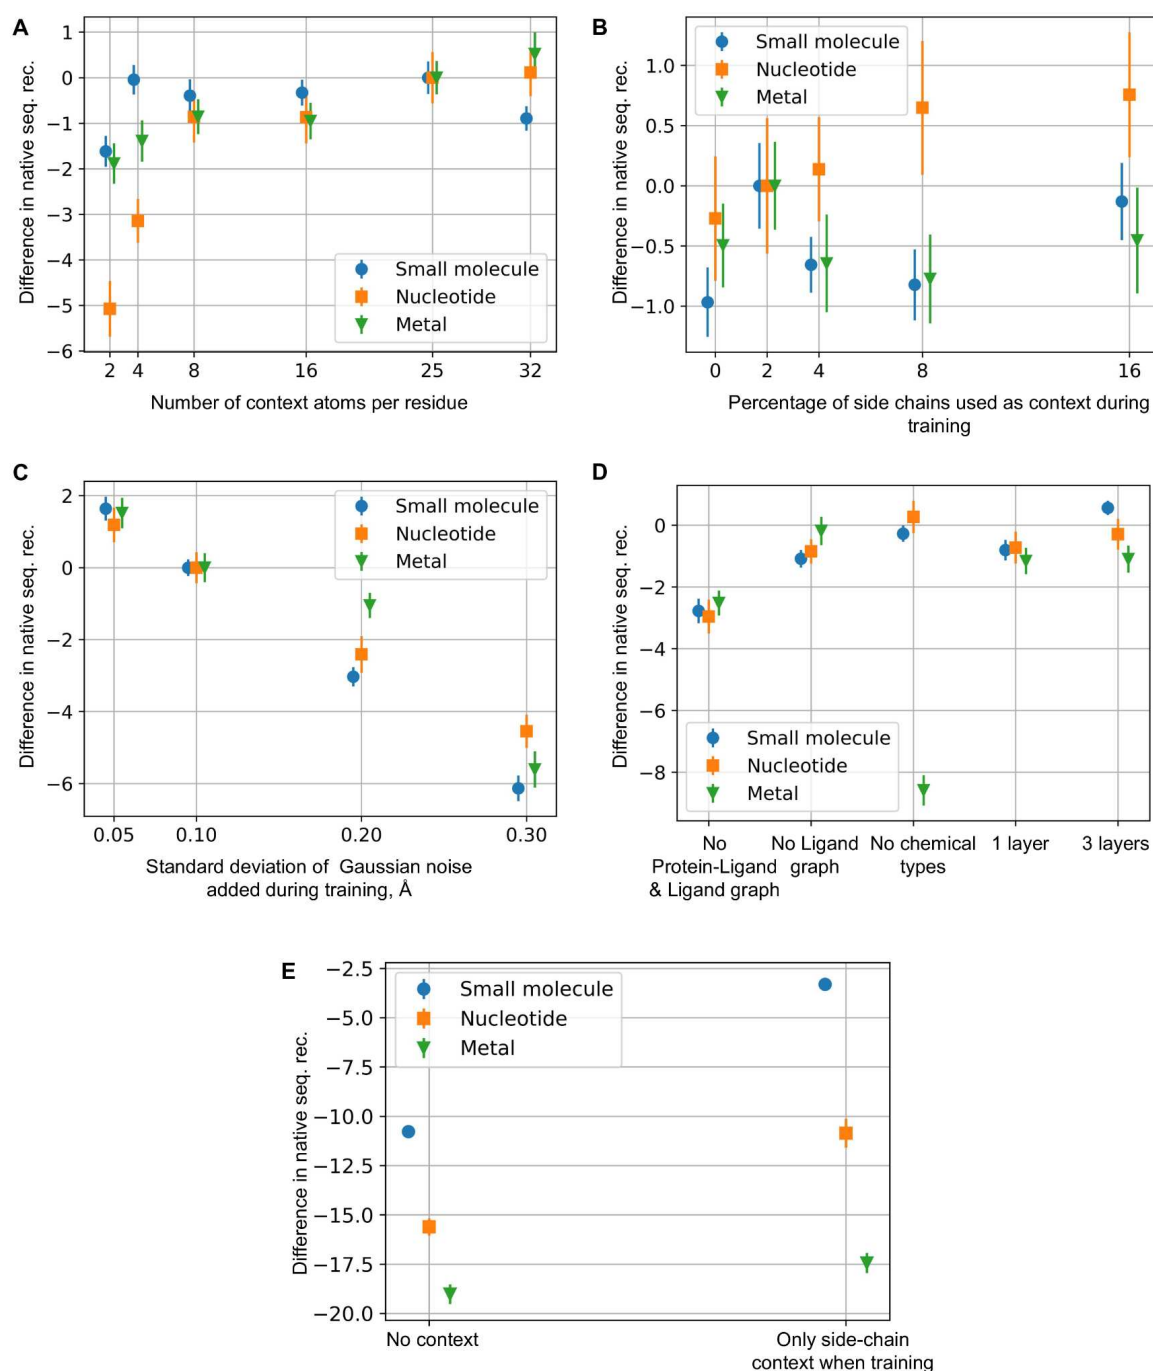 A
1
0
−1
−2
−3
−4
−5
−6
Difference in native seq. rec.
Small molecule
Nucleotide
Metal
2
4
8
16
25
32
Number of context atoms per residue
B
1.0
0.5
0.0
−0.5
−1.0
Difference in native seq. rec.
Small molecule
Nucleotide
Metal
0
2
4
8
16
Percentage of side chains used as context during
training
C
2
0
−2
−4
−6
Difference in native seq. rec.
Small molecule
Nucleotide
Metal
0.05
0.10
0.20
0.30
Standard deviation of Gaussian noise
added during training, Å
D
0
−2
−4
−6
−8
Difference in native seq. rec.
Small molecule
Nucleotide
Metal
No
Protein-Ligand
& Ligand graph
No Ligand
graph
No chemical
types
1 layer
3 layers
E
−2.5
−5.0
−7.5
−10.0
−12.5
−15.0
−17.5
−20.0
Difference in native seq. rec.
Small molecule
Nucleotide
Metal
No context
Only side-chain
context when training